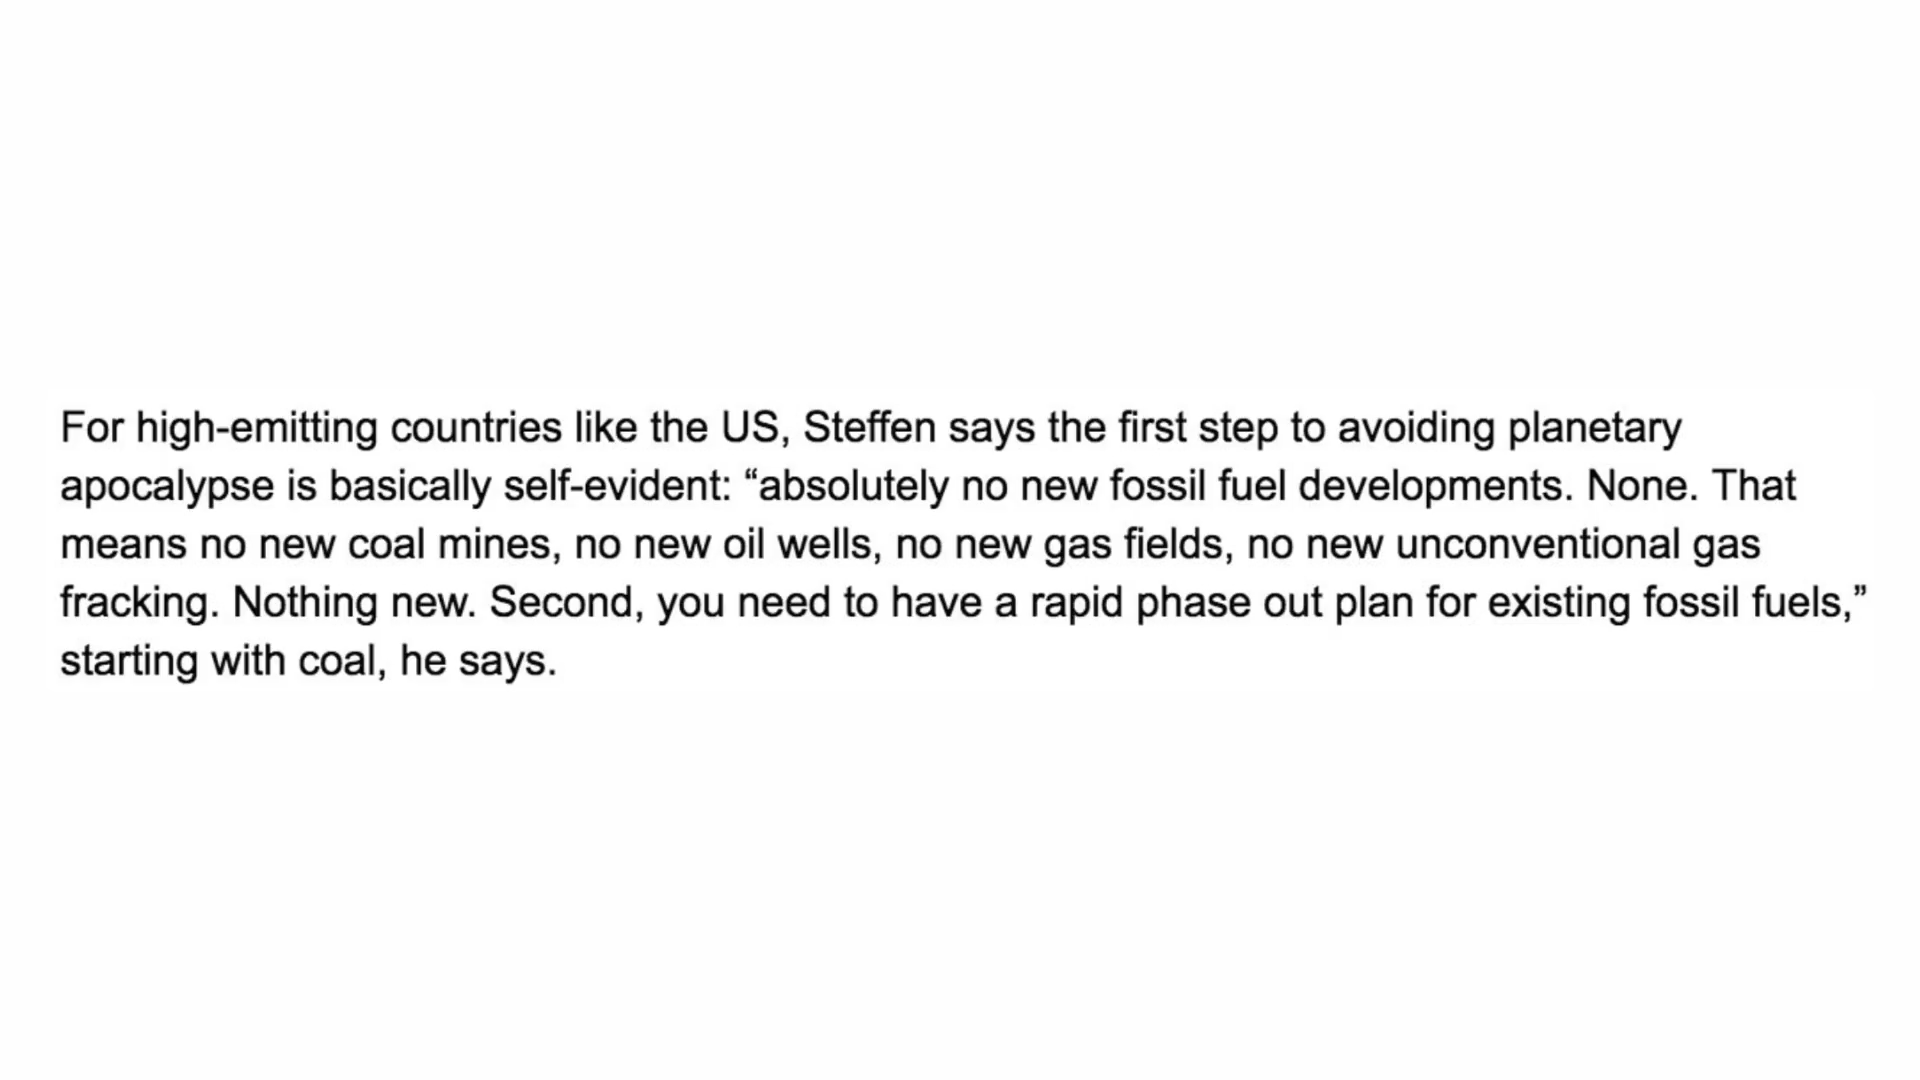 For high-emitting countries like the US, Steffen says the first step to avoiding planetary
apocalypse is basically self-evident: “absolutely no new fossil fuel developments. None. That
means no new coal mines, no new oil wells, no new gas fields, no new unconventional gas
fracking. Nothing new. Second, you need to have a rapid phase out plan for existing fossil fuels,”
starting with coal, he says.